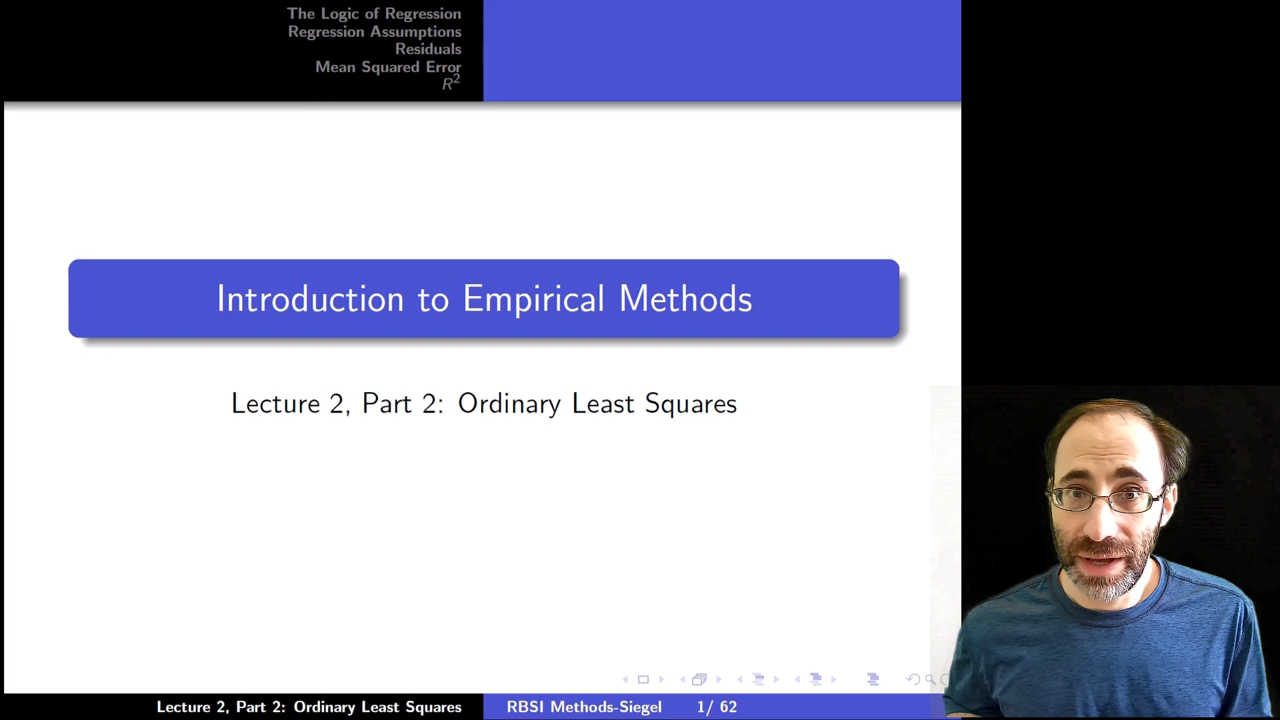 The Logic of Regression
Regression Assumptions
Residuals
Mean Squared Error
R²
Introduction to Empirical Methods
Lecture 2, Part 2: Ordinary Least Squares
Lecture 2, Part 2: Ordinary Least Squares RBSI Methods-Siegel 1/ 62